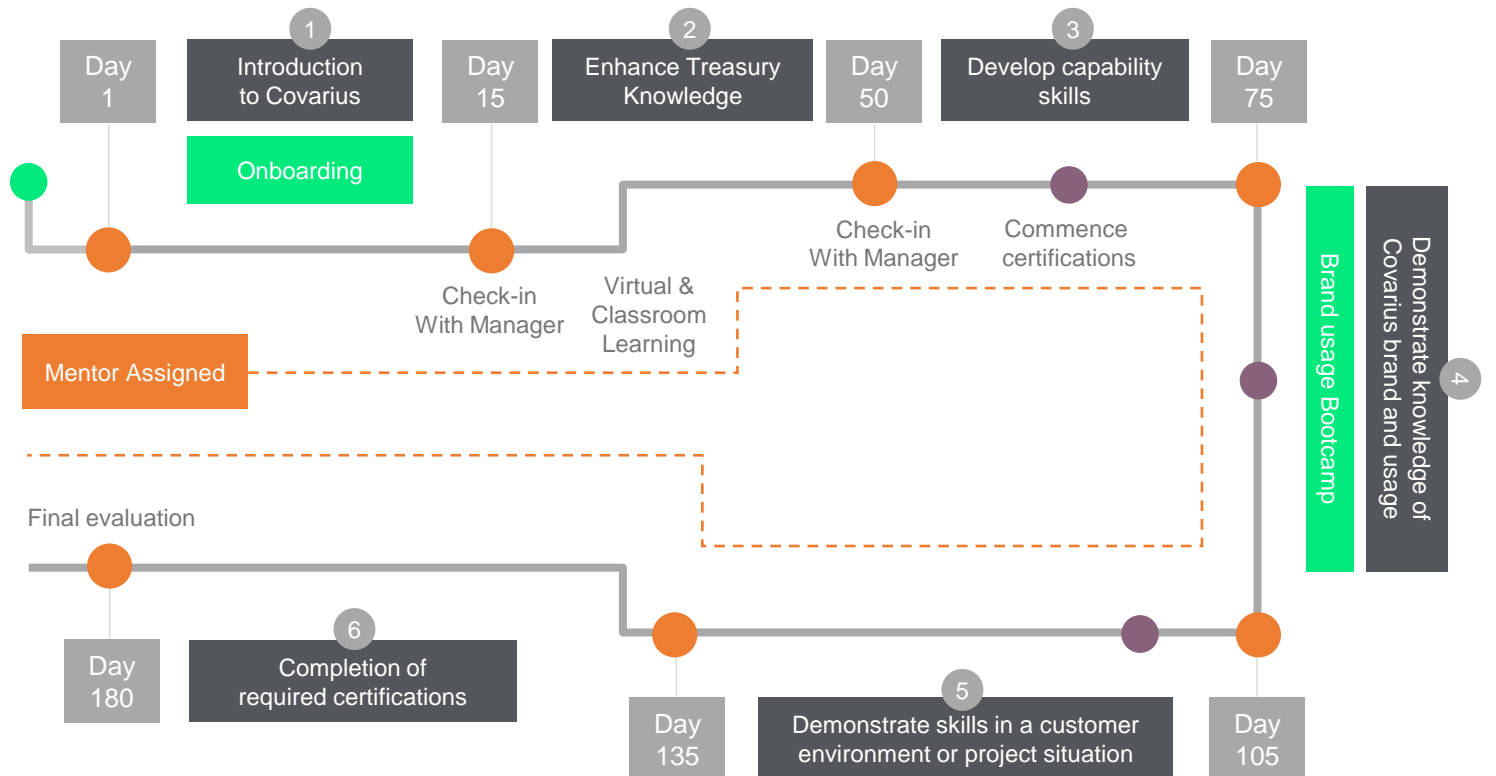 1
2
3
Day
1
Introduction
to Covarius
Day
15
Enhance Treasury
Knowledge
Day
50
Develop capability
skills
Day
75
Onboarding
Check-in
With Manager
Virtual &
Classroom
Learning
Check-in
With Manager
Commence
certifications
Brand usage Bootcamp
Demonstrate knowledge of
Covarius brand and usage
4
Mentor Assigned
Final evaluation
Day
180
6
Completion of
required certifications
Day
135
5
Demonstrate skills in a customer
environment or project situation
Day
105